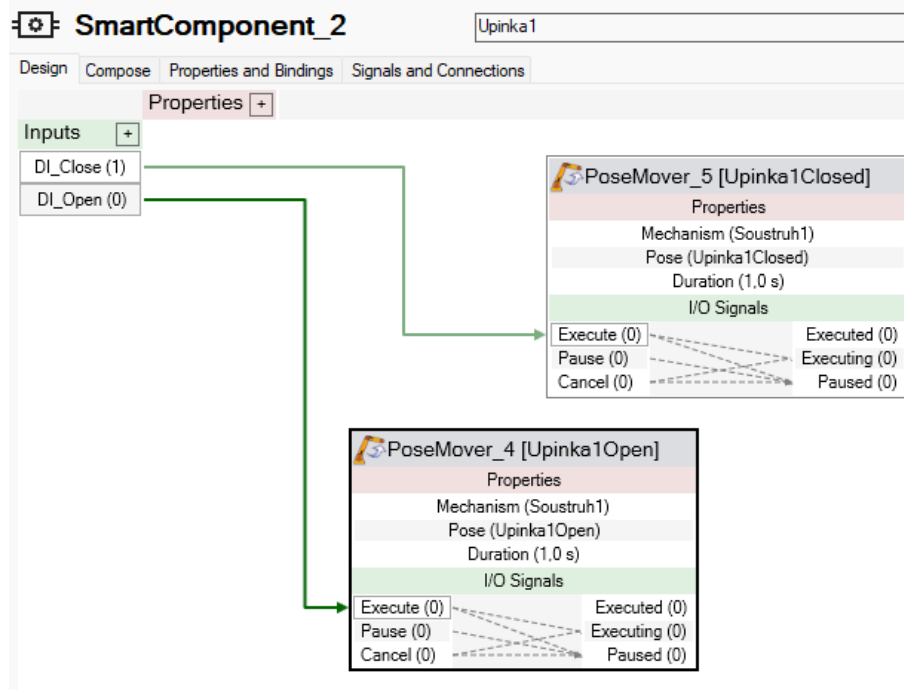 SmartComponent_2
Upinka1
Design Compose Properties and Bindings Signals and Connections
Properties +
Inputs +
DI_Close (1)
DI_Open (0)
PoseMover_5 [Upinka1Closed]
Properties
Mechanism (Soustruh1)
Pose (Upinka1Closed)
Duration (1,0 s)
I/O Signals
Execute (0) Executed (0)
Pause (0) Executing (0)
Cancel (0) Paused (0)
PoseMover_4 [Upinka1Open]
Properties
Mechanism (Soustruh1)
Pose (Upinka1Open)
Duration (1,0 s)
I/O Signals
Execute (0) Executed (0)
Pause (0) Executing (0)
Cancel (0) Paused (0)